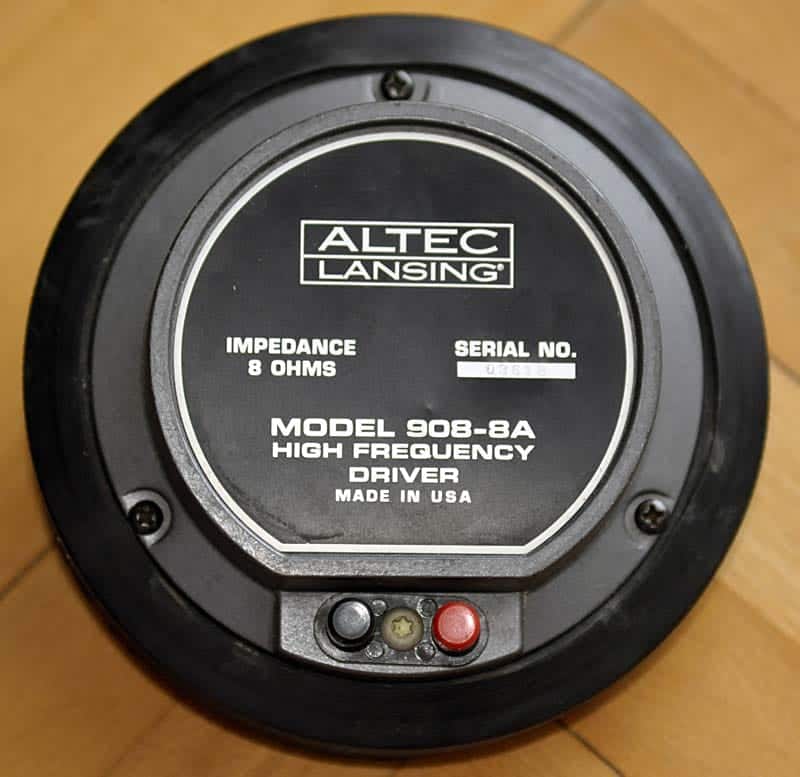 ALTEC
LANSING®
IMPEDANCE
8 OHMS
SERIAL NO.
MODEL 908-8A
HIGH FREQUENCY
DRIVER
MADE IN USA